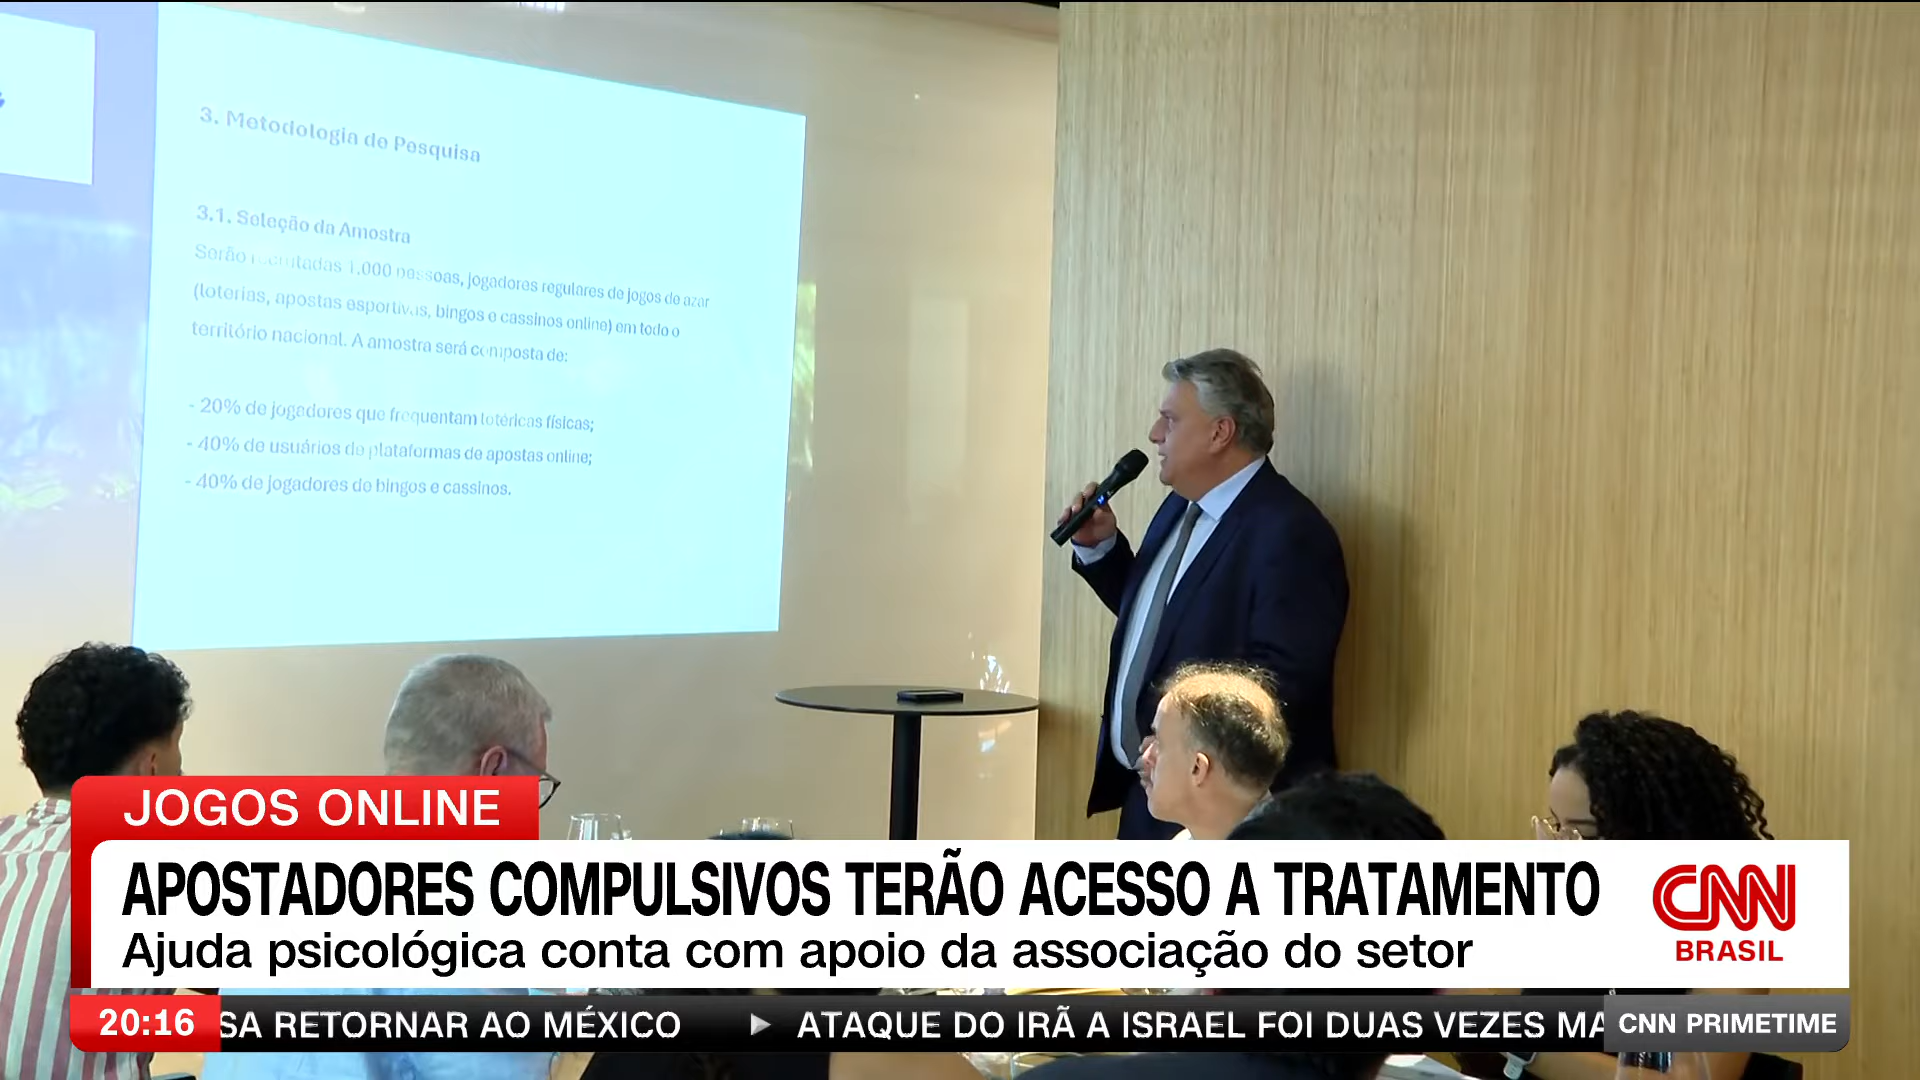 3. Metodologia de Pesquisa
3.1. Seleção da Amostra
Serão recrutadas 1.000 pessoas, jogadores regulares de jogos de azar
(loterias, apostas esportivas, bingos e cassinos online) em todo o
território nacional. A amostra será composta de:
- 20% de jogadores que frequentam lotéricas físicas;
- 40% de usuários de plataformas de apostas online;
- 40% de jogadores de bingos e cassinos.
JOGOS ONLINE
APOSTADORES COMPULSIVOS TERÃO ACESSO A TRATAMENTO
Ajuda psicológica conta com apoio da associação do setor
CNN
BRASIL
20:16 SA RETORNAR AO MÉXICO ▶ ATAQUE DO IRÃ A ISRAEL FOI DUAS VEZES MA CNN PRIMETIME